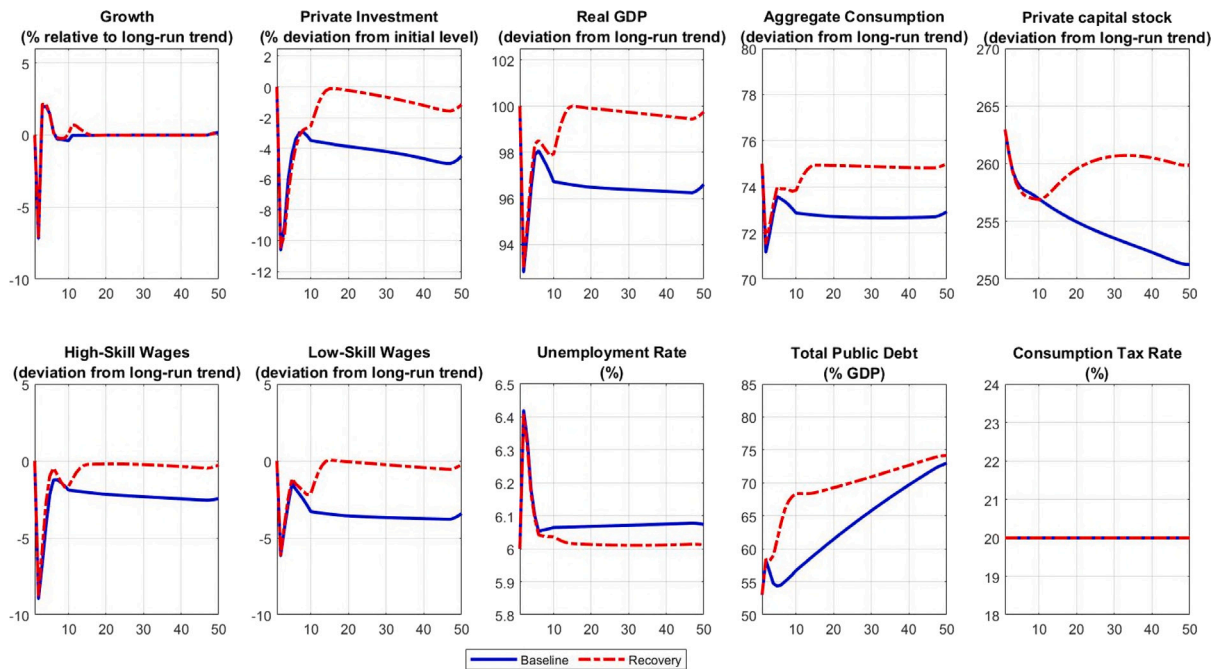 Growth
(% relative to long-run trend)
5
0
-5
-10
10 20 30 40 50
Private Investment
(% deviation from initial level)
2
0
-2
-4
-6
-8
-10
-12
10 20 30 40 50
Real GDP
(deviation from long-run trend)
102
100
98
96
94
10 20 30 40 50
Aggregate Consumption
(deviation from long-run trend)
80
78
76
74
72
70
10 20 30 40 50
Private capital stock
(deviation from long-run trend)
270
265
260
255
250
10 20 30 40 50
High-Skill Wages
(deviation from long-run trend)
5
0
-5
-10
10 20 30 40 50
Low-Skill Wages
(deviation from long-run trend)
5
0
-5
-10
10 20 30 40 50
Unemployment Rate
(%)
6.5
6.4
6.3
6.2
6.1
6
5.9
5.8
10 20 30 40 50
Total Public Debt
(% GDP)
85
80
75
70
65
60
55
50
10 20 30 40 50
Consumption Tax Rate
(%)
24
23
22
21
20
19
18
10 20 30 40 50
Baseline
Recovery